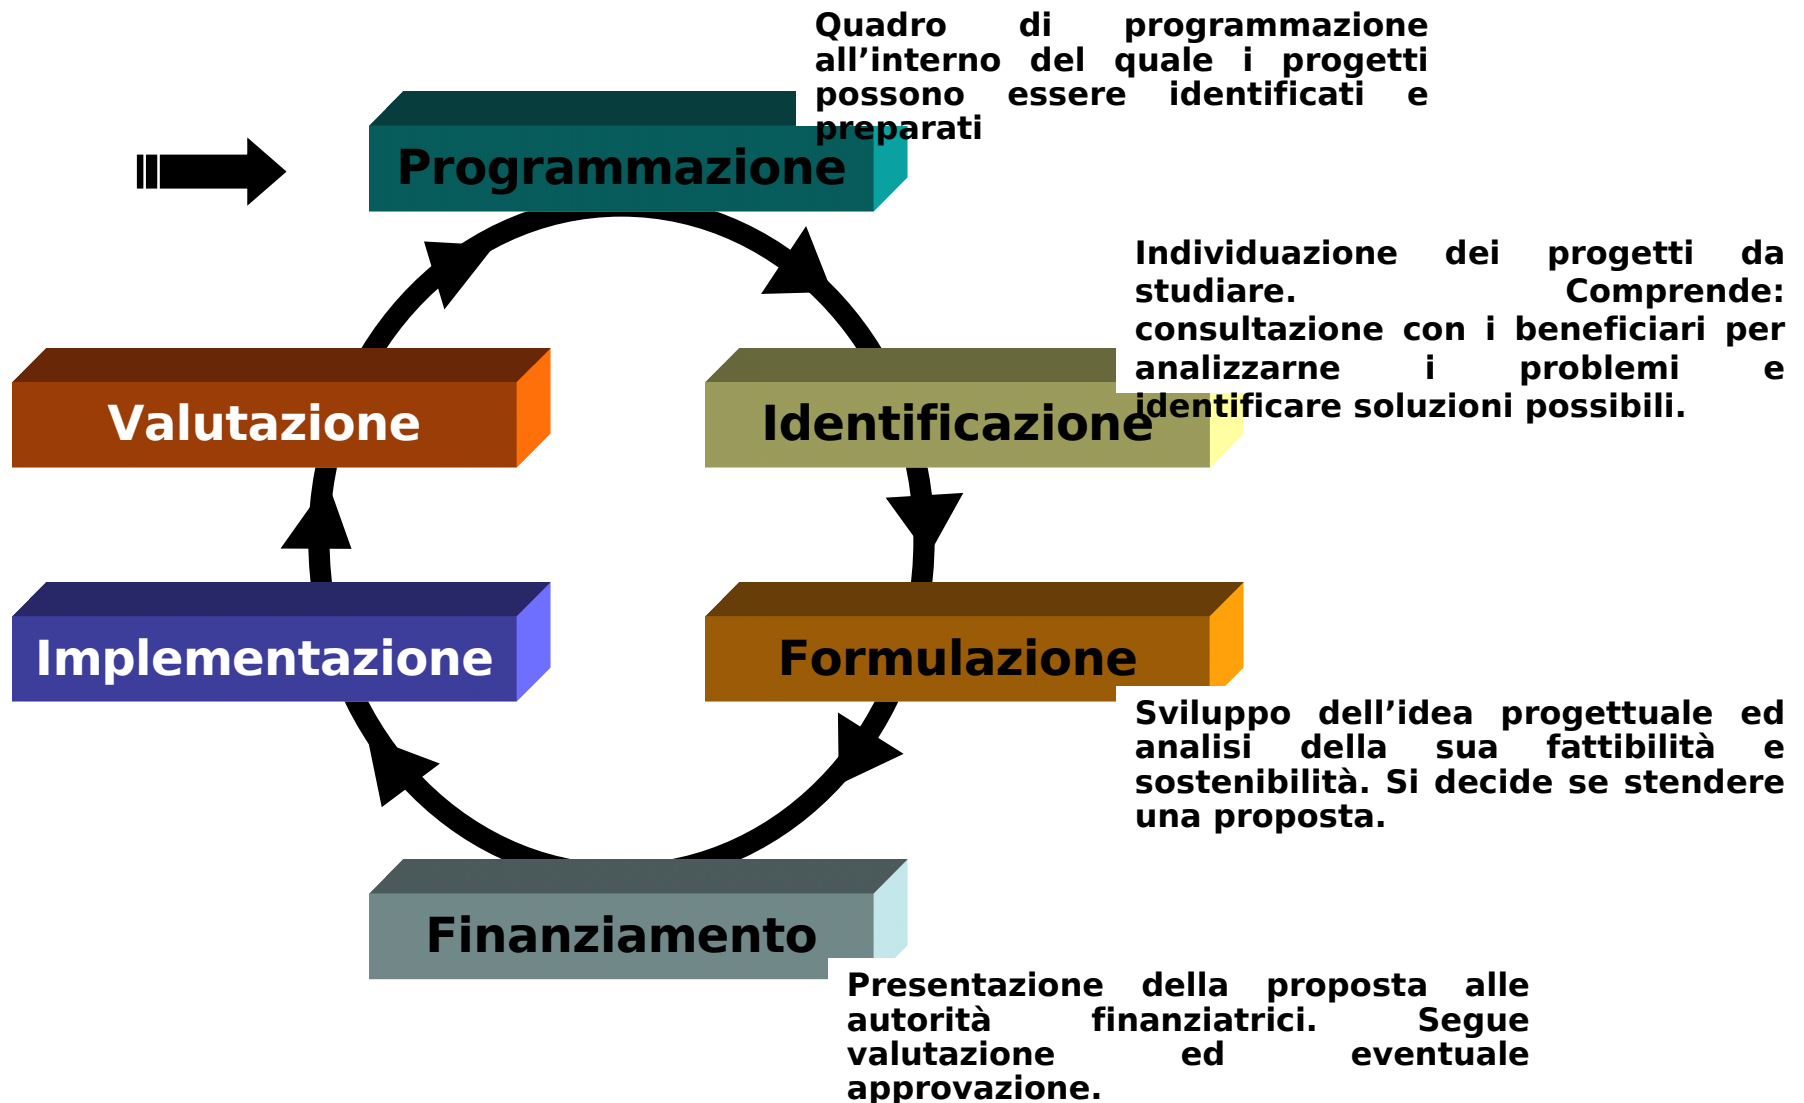 Quadro di programmazione
all’interno del quale i progetti
possono essere identificati e
preparati
Programmazione
Individuazione dei progetti da
studiare. Comprende:
consultazione con i beneficiari per
analizzarne i problemi e
identificare soluzioni possibili.
Valutazione
Identificazione
Implementazione
Formulazione
Sviluppo dell’idea progettuale ed
analisi della sua fattibilità e
sostenibilità. Si decide se stendere
una proposta.
Finanziamento
Presentazione della proposta alle
autorità finanziatrici. Segue
valutazione ed eventuale
approvazione.